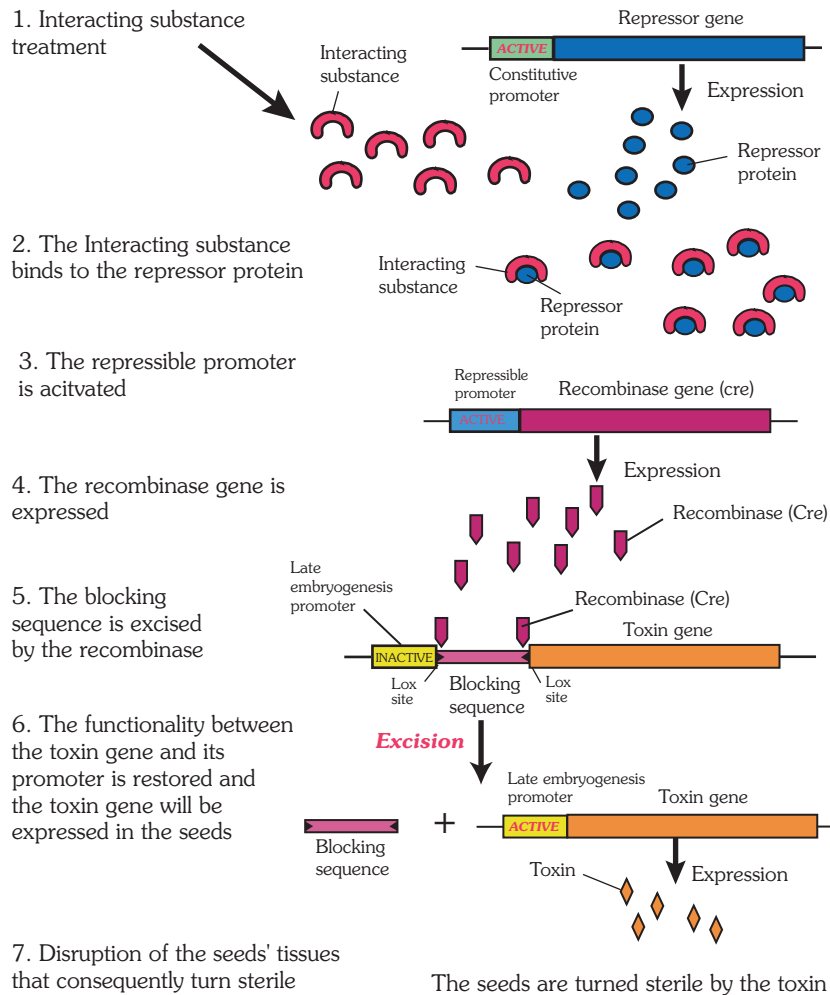 1. Interacting substance
treatment
Interacting
substance
Repressor gene
ACTIVE
Constitutive
promoter
Expression
Repressor
protein
2. The Interacting substance
binds to the repressor protein
Interacting
substance
Repressor
protein
3. The repressible promoter
is acitvated
Repressible
promoter
Recombinase gene (cre)
ACTIVE
Expression
4. The recombinase gene is
expressed
Recombinase (Cre)
Late
embryogenesis
promoter
5. The blocking
sequence is excised
by the recombinase
Recombinase (Cre)
Toxin gene
INACTIVE
Lox
site
Blocking
sequence
Lox
site
6. The functionality between
the toxin gene and its
promoter is restored and
the toxin gene will be
expressed in the seeds
Excision
Late embryogenesis
promoter
Toxin gene
+
ACTIVE
Blocking
sequence
Toxin
Expression
7. Disruption of the seeds' tissues
that consequently turn sterile
The seeds are turned sterile by the toxin